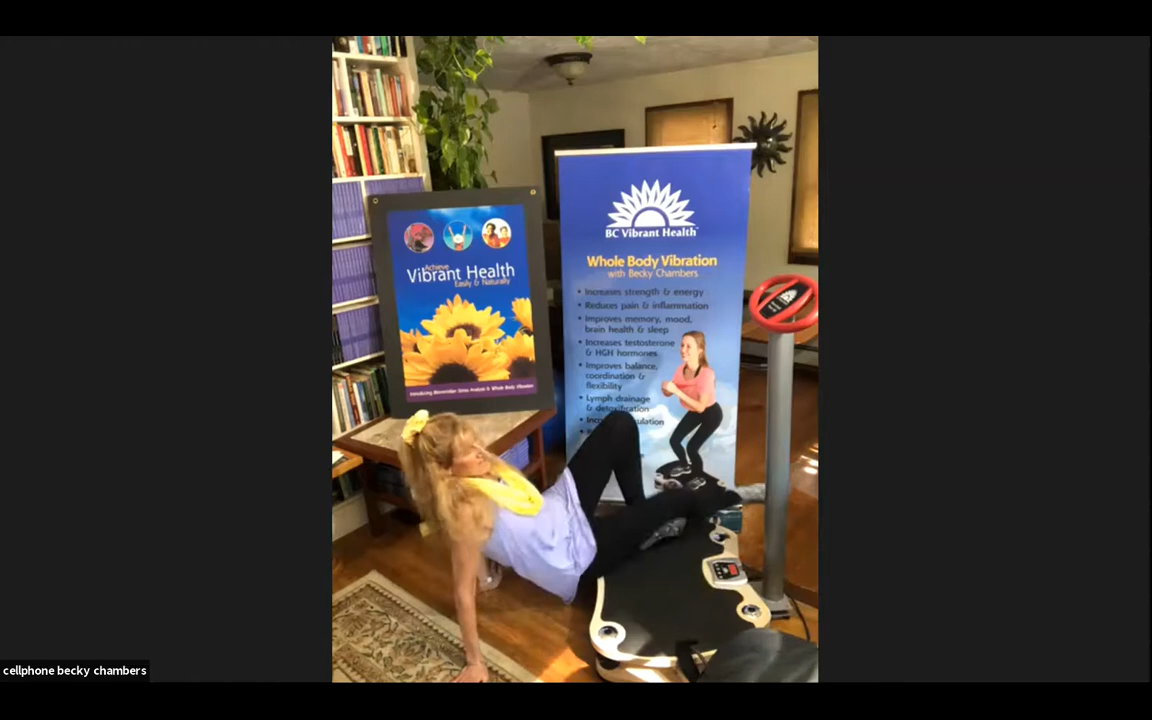 Achieve
Vibrant Health
Easily & Naturally
Introducing Bioresonance Stress Analysis & Whole Body Vibration
BC Vibrant Health
Whole Body Vibration
with Becky Chambers
• Increases strength & energy
• Reduces pain & inflammation
• Improves memory, mood,
brain health & sleep
• Increases testosterone
& HGH hormones
• Improves balance,
coordination &
flexibility
• Lymph drainage
& detoxification
cellphone becky chambers